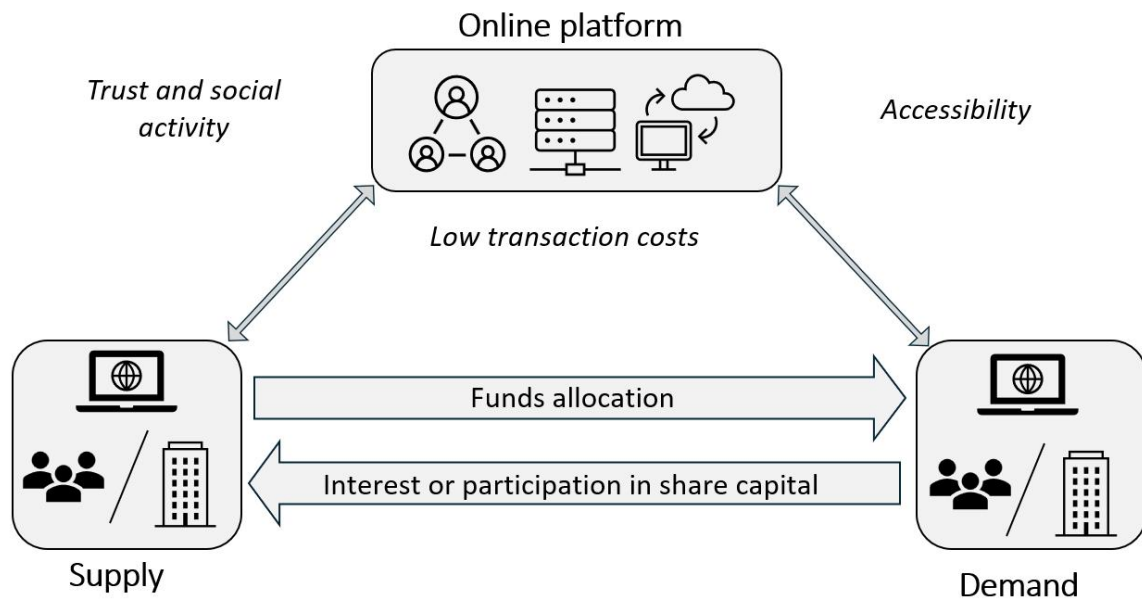 Online platform
Trust and social
activity
Accessibility
Low transaction costs
Funds allocation
Interest or participation in share capital
Supply
Demand